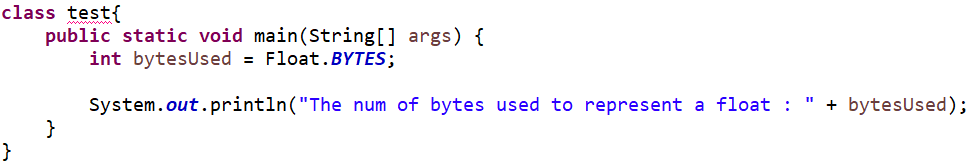 class test{
public static void main(String[] args) {
int bytesUsed = Float.BYTES;
System.out.println("The num of bytes used to represent a float : " + bytesUsed);
}
}